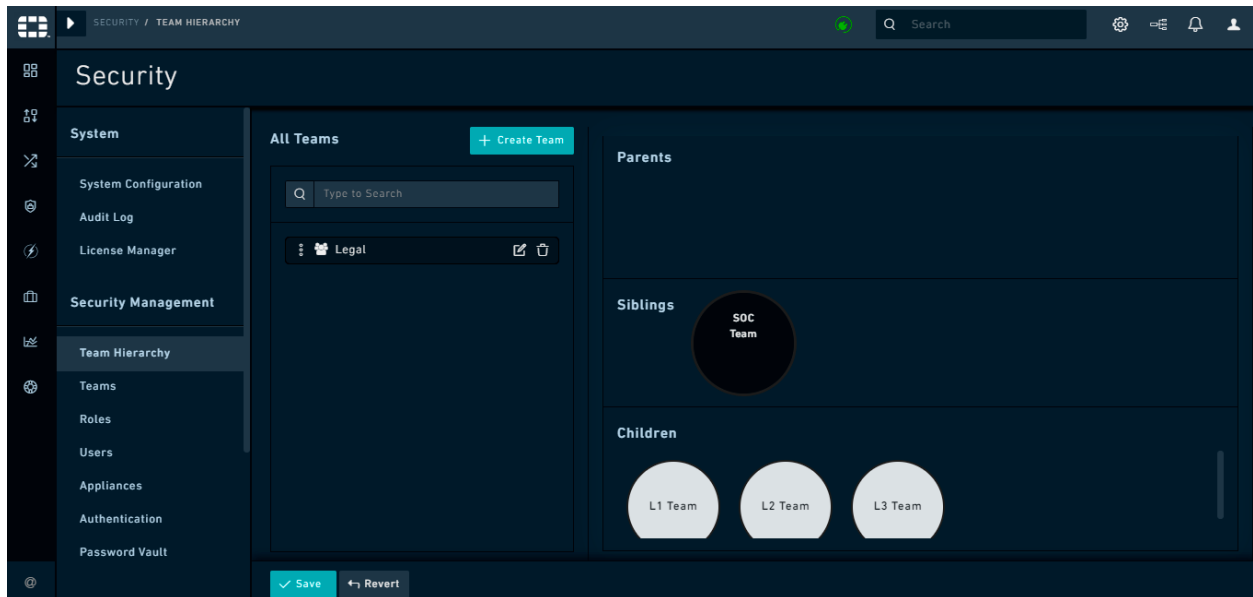 SECURITY / TEAM HIERARCHY
Search
Security
System
System Configuration
Audit Log
License Manager
Security Management
Team Hierarchy
Teams
Roles
Users
Appliances
Authentication
Password Vault
@
All Teams
+ Create Team
Type to Search
Legal
Parents
Siblings
SOC
Team
Children
L1 Team
L2 Team
L3 Team
Save
Revert